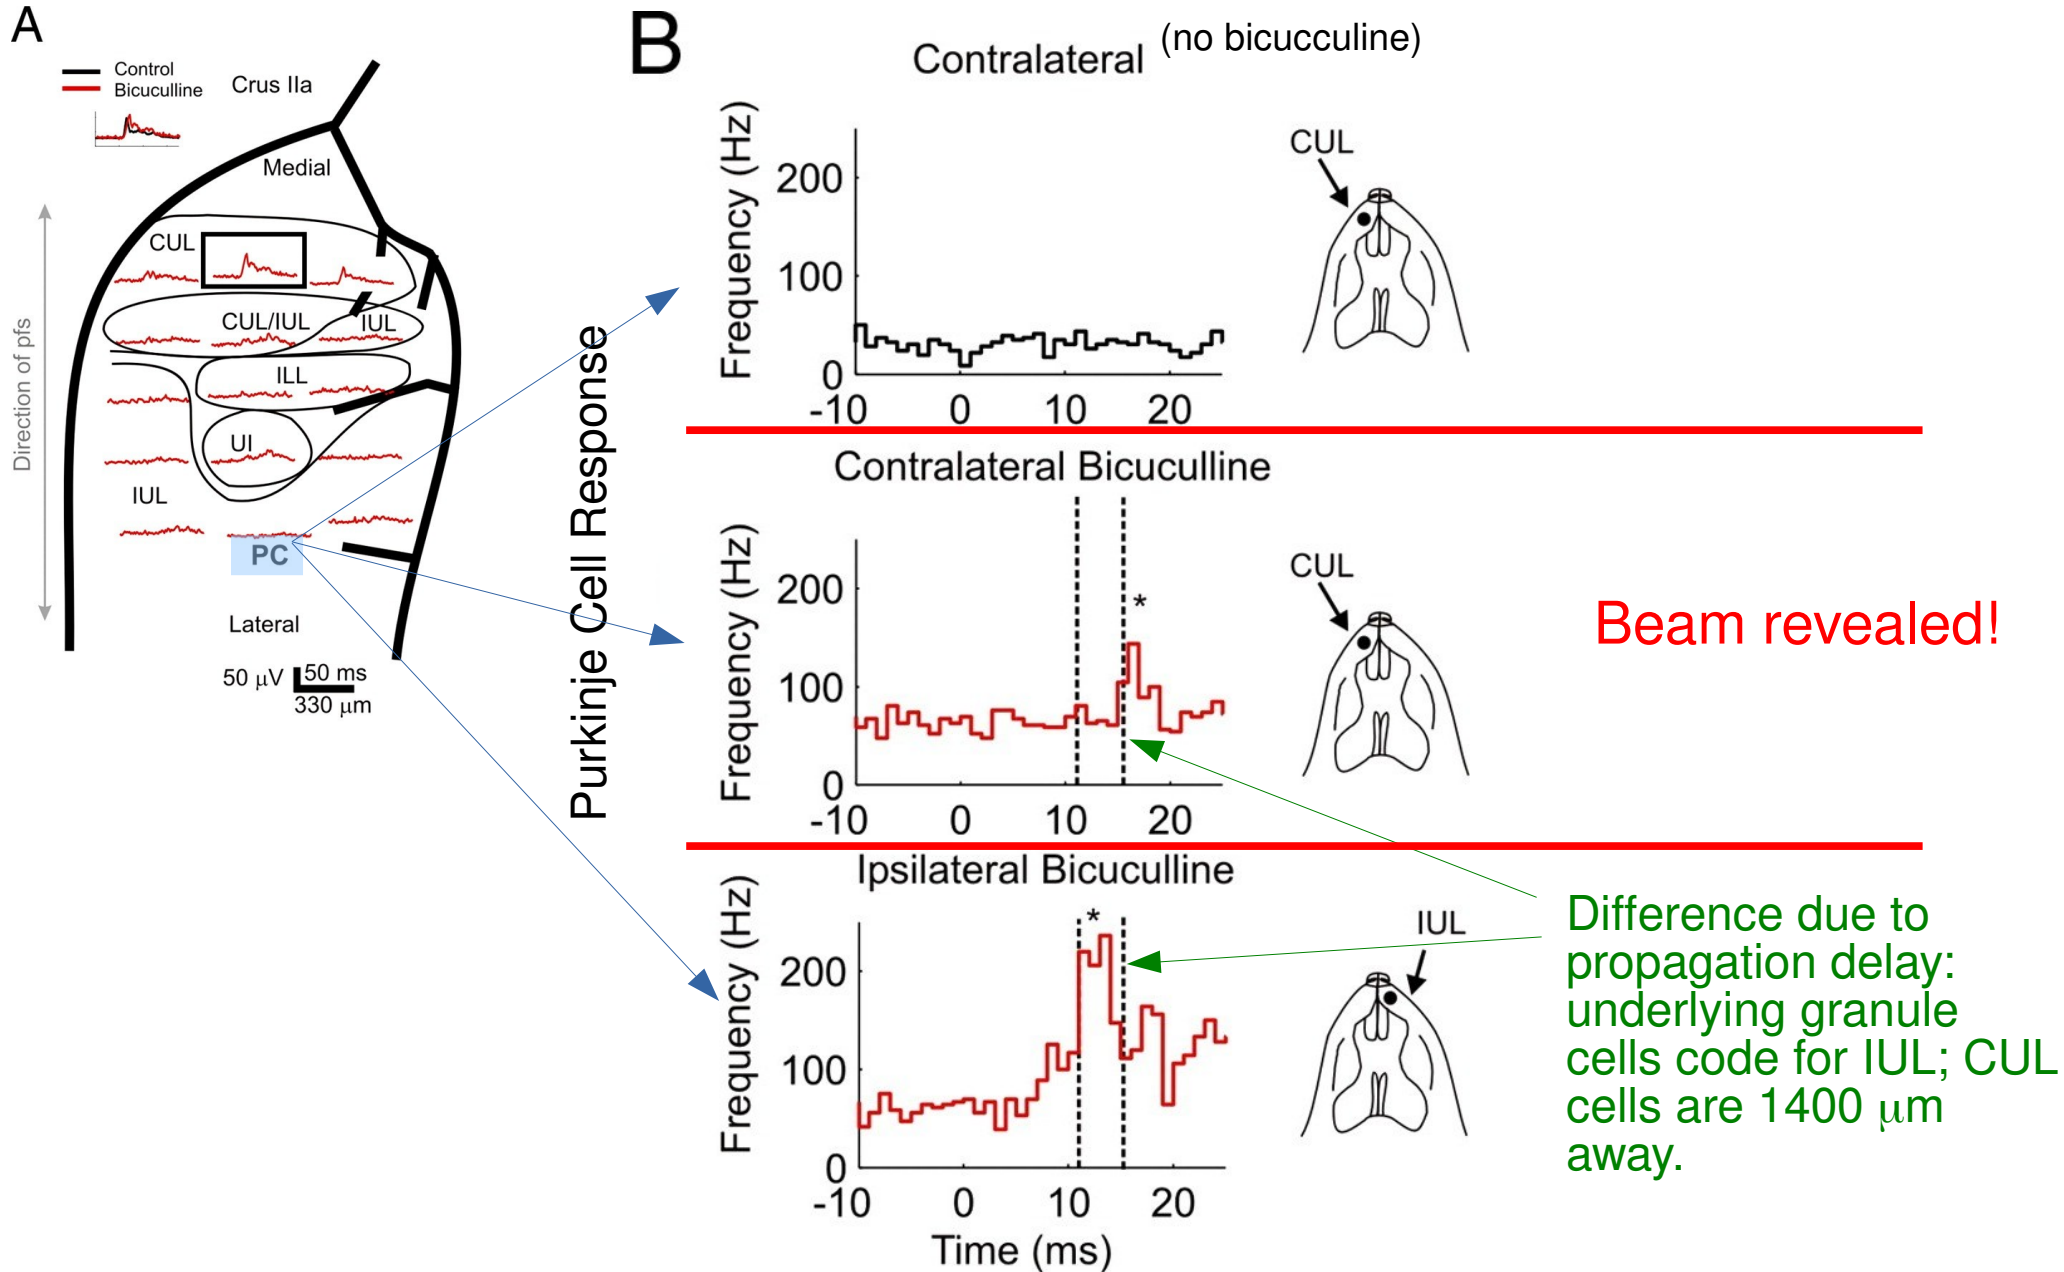 A
Control
Bicuculline
Crus IIa
Medial
CUL
CUL/IUL
IUL
ILL
UI
IUL
PC
Lateral
50 μV
50 ms
330 μm
Direction of pfs
Purkinje Cell Response
B
Contralateral
(no bicucculine)
Frequency (Hz)
200
100
0
-10
0
10
20
CUL
Contralateral Bicuculline
Frequency (Hz)
200
100
0
*
-10
0
10
20
CUL
Beam revealed!
Ipsilateral Bicuculline
Frequency (Hz)
200
100
0
*
-10
0
10
20
Time (ms)
IUL
Difference due to
propagation delay:
underlying granule
cells code for IUL; CUL
cells are 1400 μm
away.